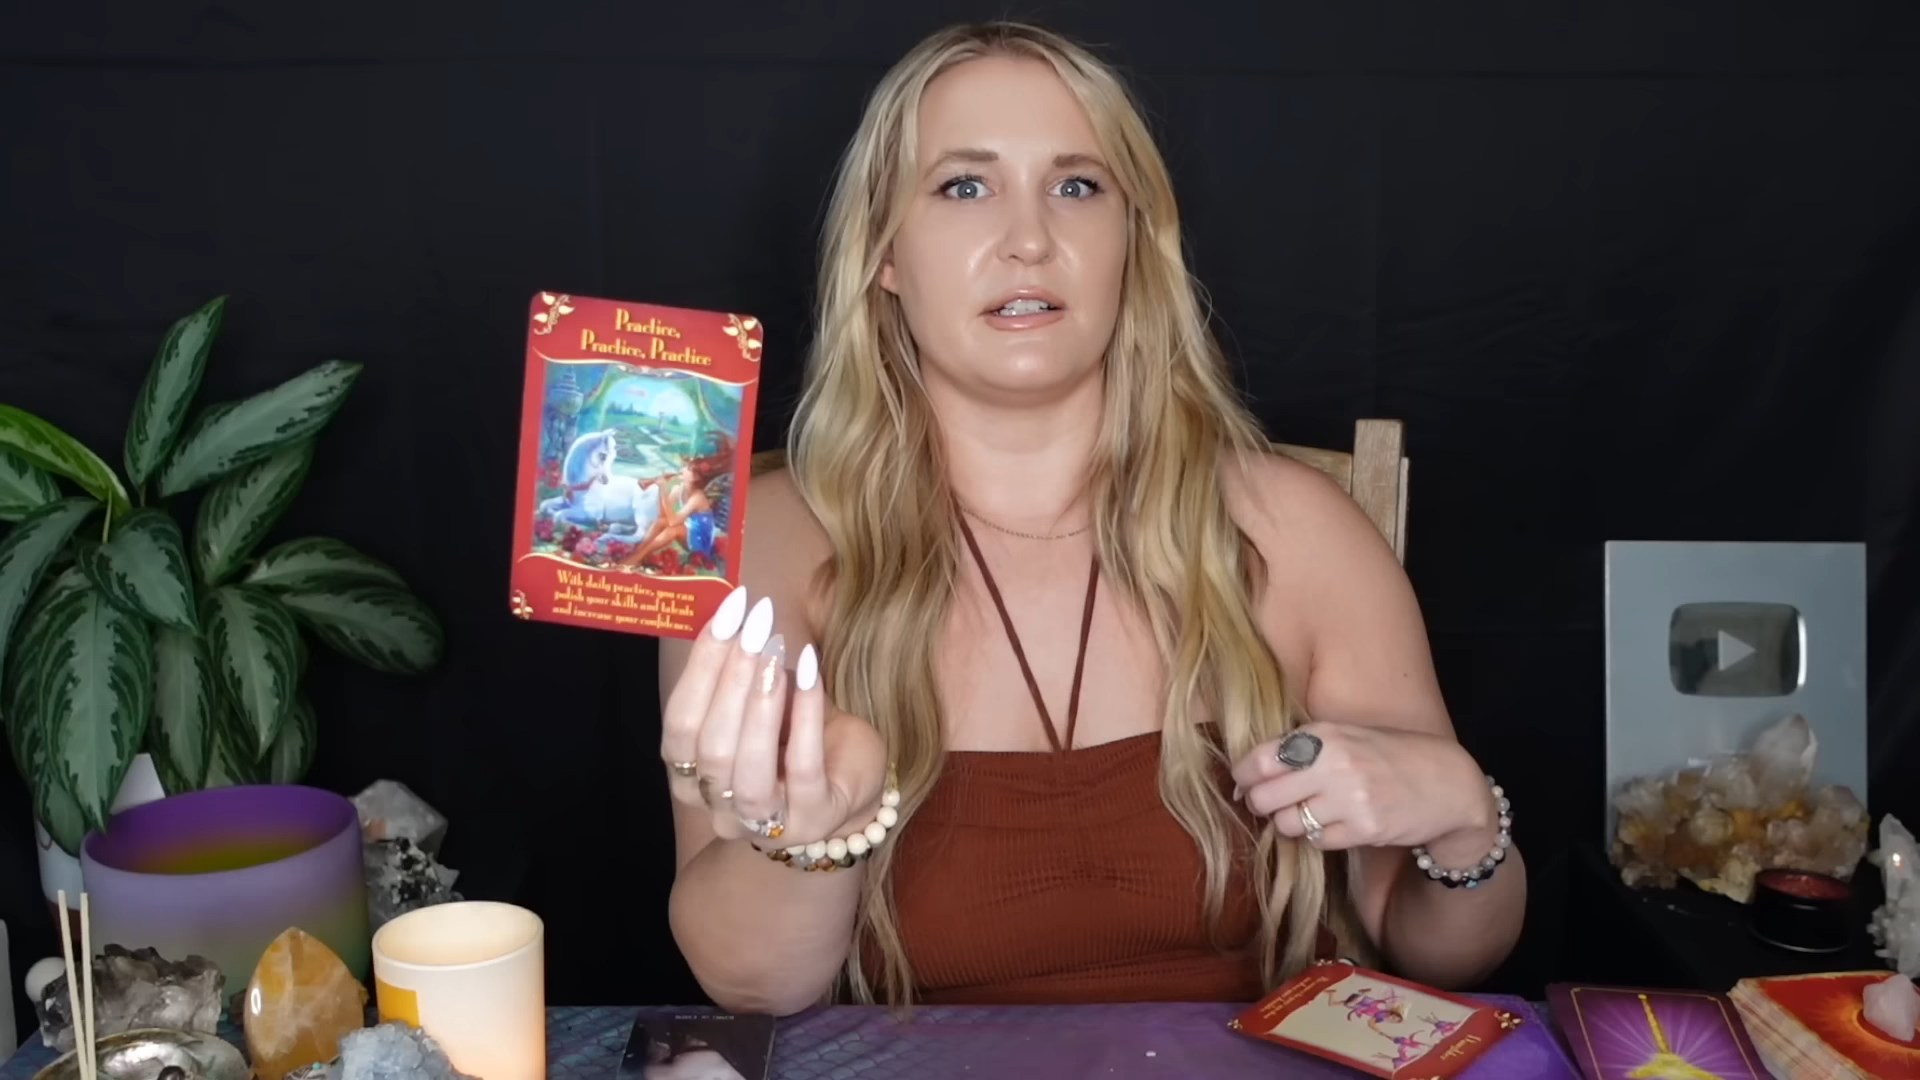 Practice,
Practice, Practice
With daily practice, you can
polish your skills and talents
and increase your confidence.